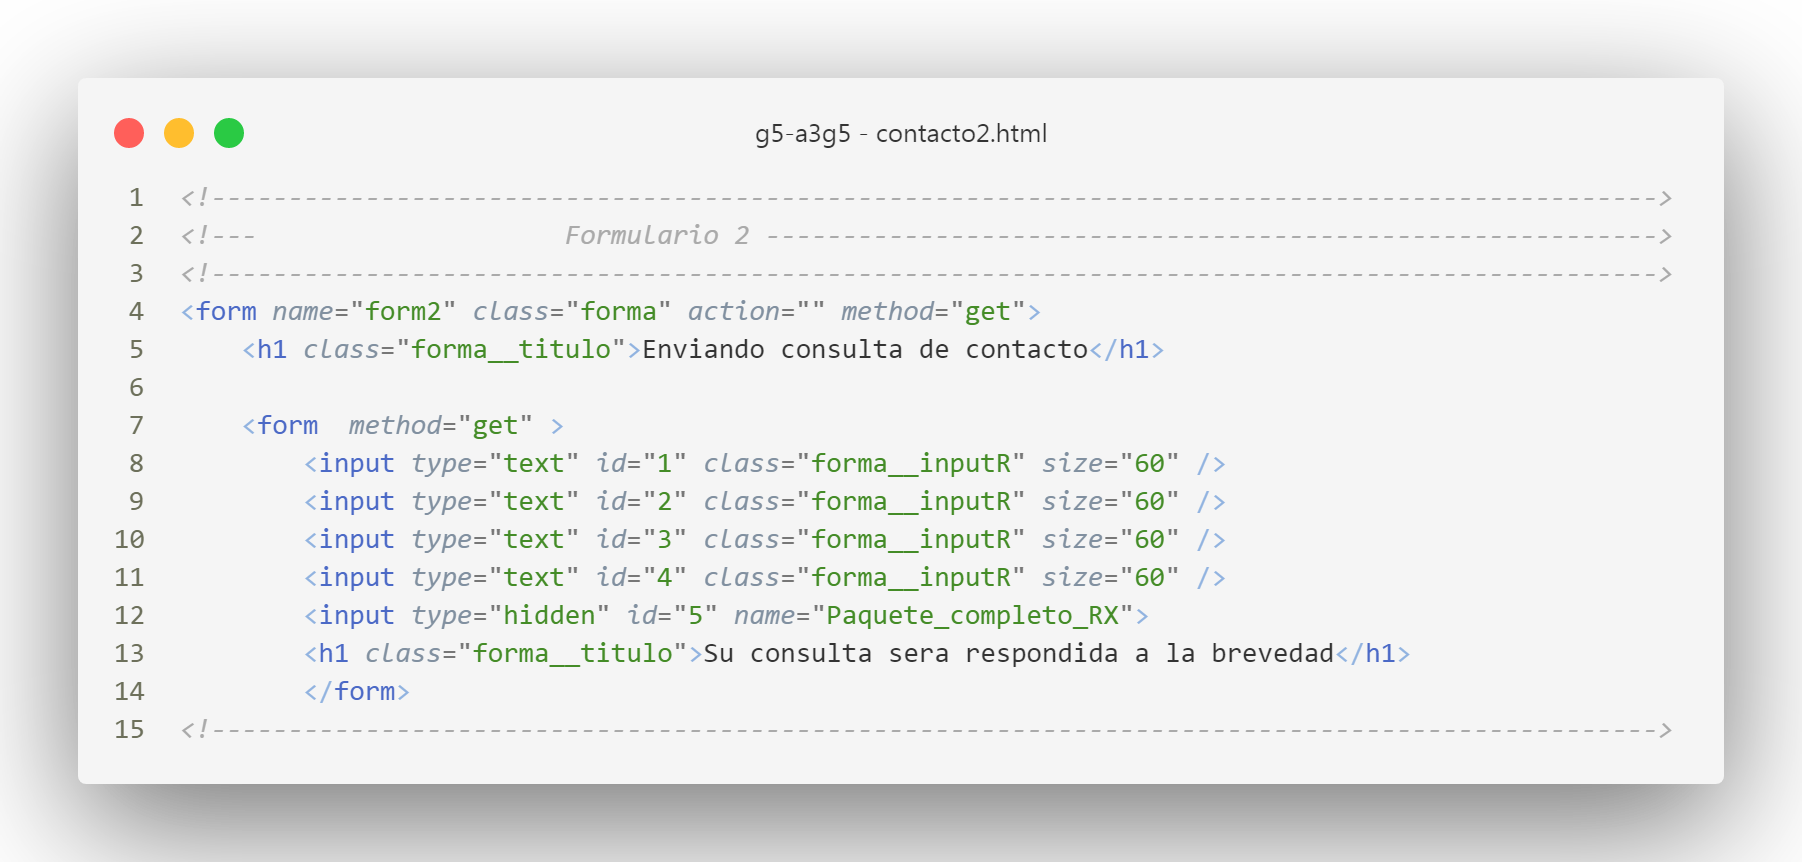 g5-a3g5 - contacto2.html
1 <!---------------------------------------------------------------------------------------------->
2 <!---                    Formulario 2 ---------------------------------------------------------->
3 <!---------------------------------------------------------------------------------------------->
4 <form name="form2" class="forma" action="" method="get">
5     <h1 class="forma__titulo">Enviando consulta de contacto</h1>
6
7     <form  method="get" >
8         <input type="text" id="1" class="forma__inputR" size="60" />
9         <input type="text" id="2" class="forma__inputR" size="60" />
10         <input type="text" id="3" class="forma__inputR" size="60" />
11         <input type="text" id="4" class="forma__inputR" size="60" />
12         <input type="hidden" id="5" name="Paquete_completo_RX">
13         <h1 class="forma__titulo">Su consulta sera respondida a la brevedad</h1>
14         </form>
15 <!---------------------------------------------------------------------------------------------->